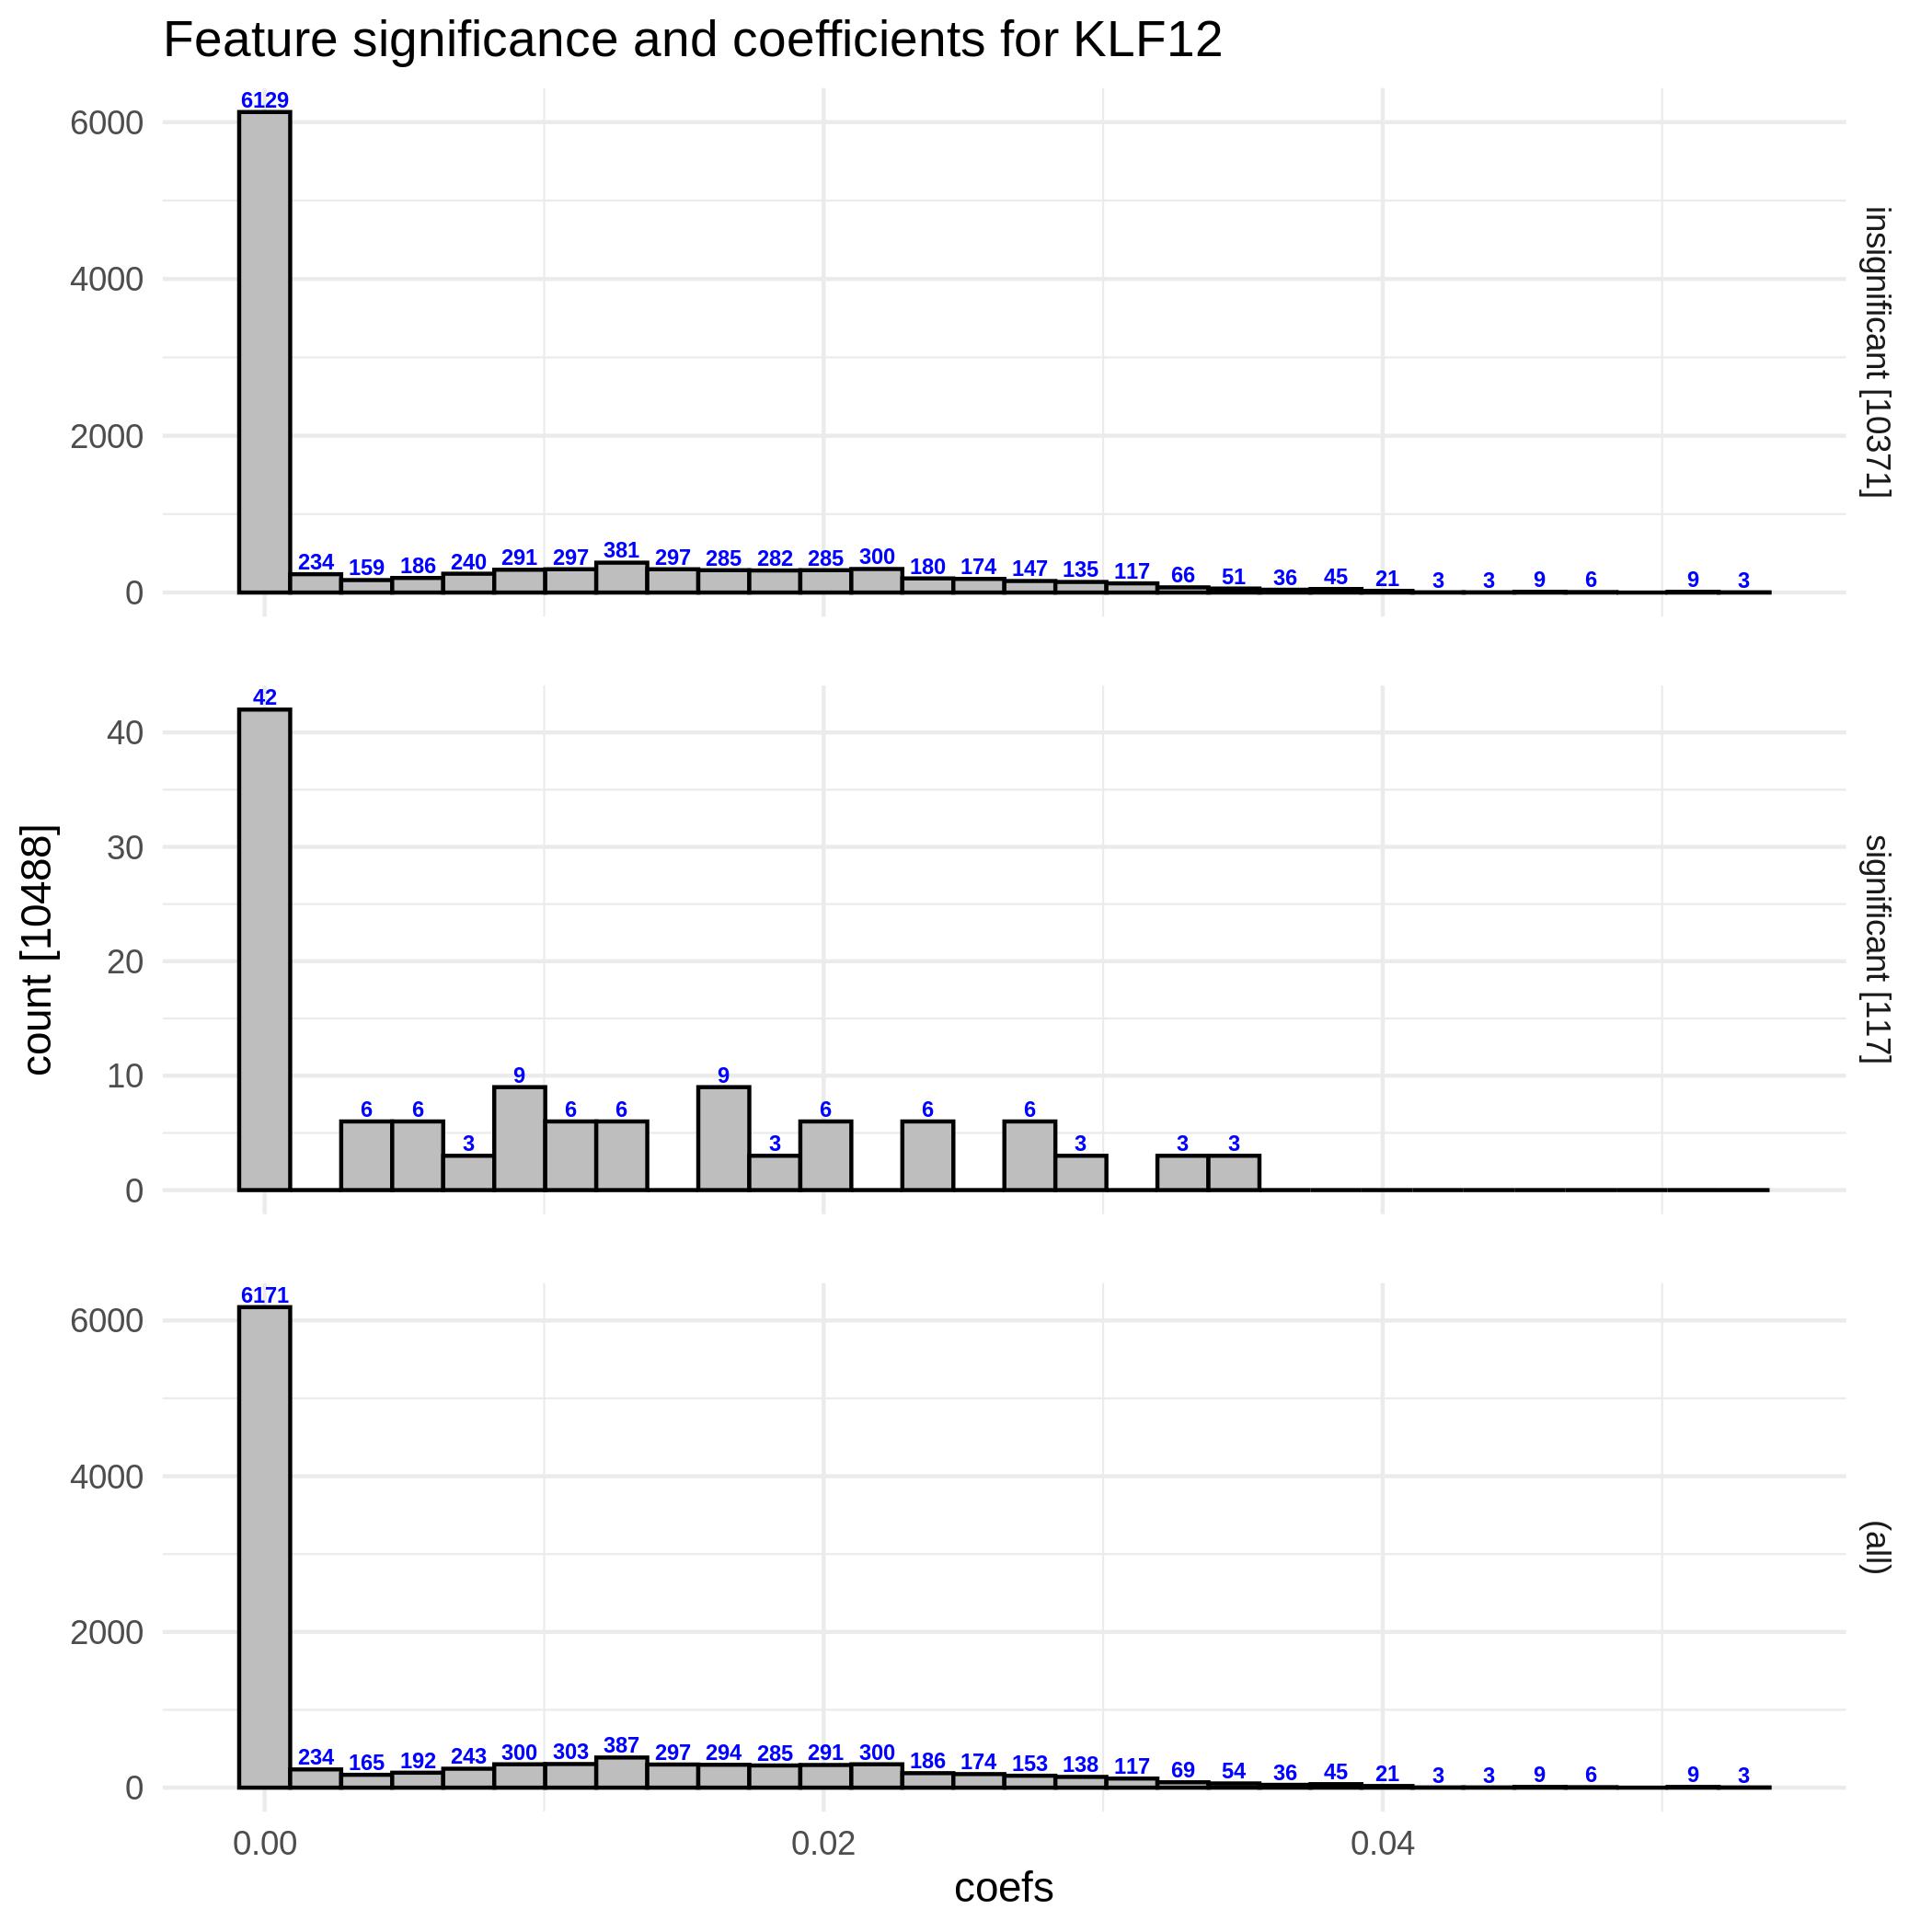 Feature significance and coefficients for KLF12
6129
6000
4000
2000
0
234 159 186 240 291 297 381 297 285 282 285 300 180 174 147 135 117 66 51 36 45 21 3 3 9 6 9 3
insignificant [10371]
42
40
30
20
10
0
6 6 3 9 6 6 9 3 6 6 6 3 3 3
significant [117]
count [10488]
6171
6000
4000
2000
0
234 165 192 243 300 303 387 297 294 285 291 300 186 174 153 138 117 69 54 36 45 21 3 3 9 6 9 3
(all)
0.00 0.02 0.04
coefs